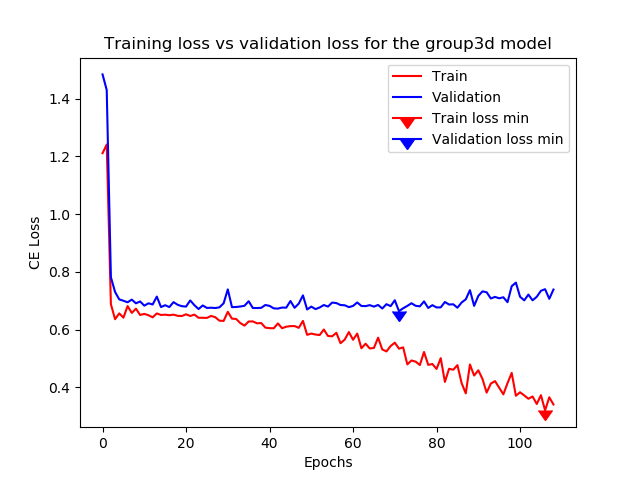 Training loss vs validation loss for the group3d model
Train
Validation
Train loss min
Validation loss min
CE Loss
1.4
1.2
1.0
0.8
0.6
0.4
0
20
40
60
80
100
Epochs